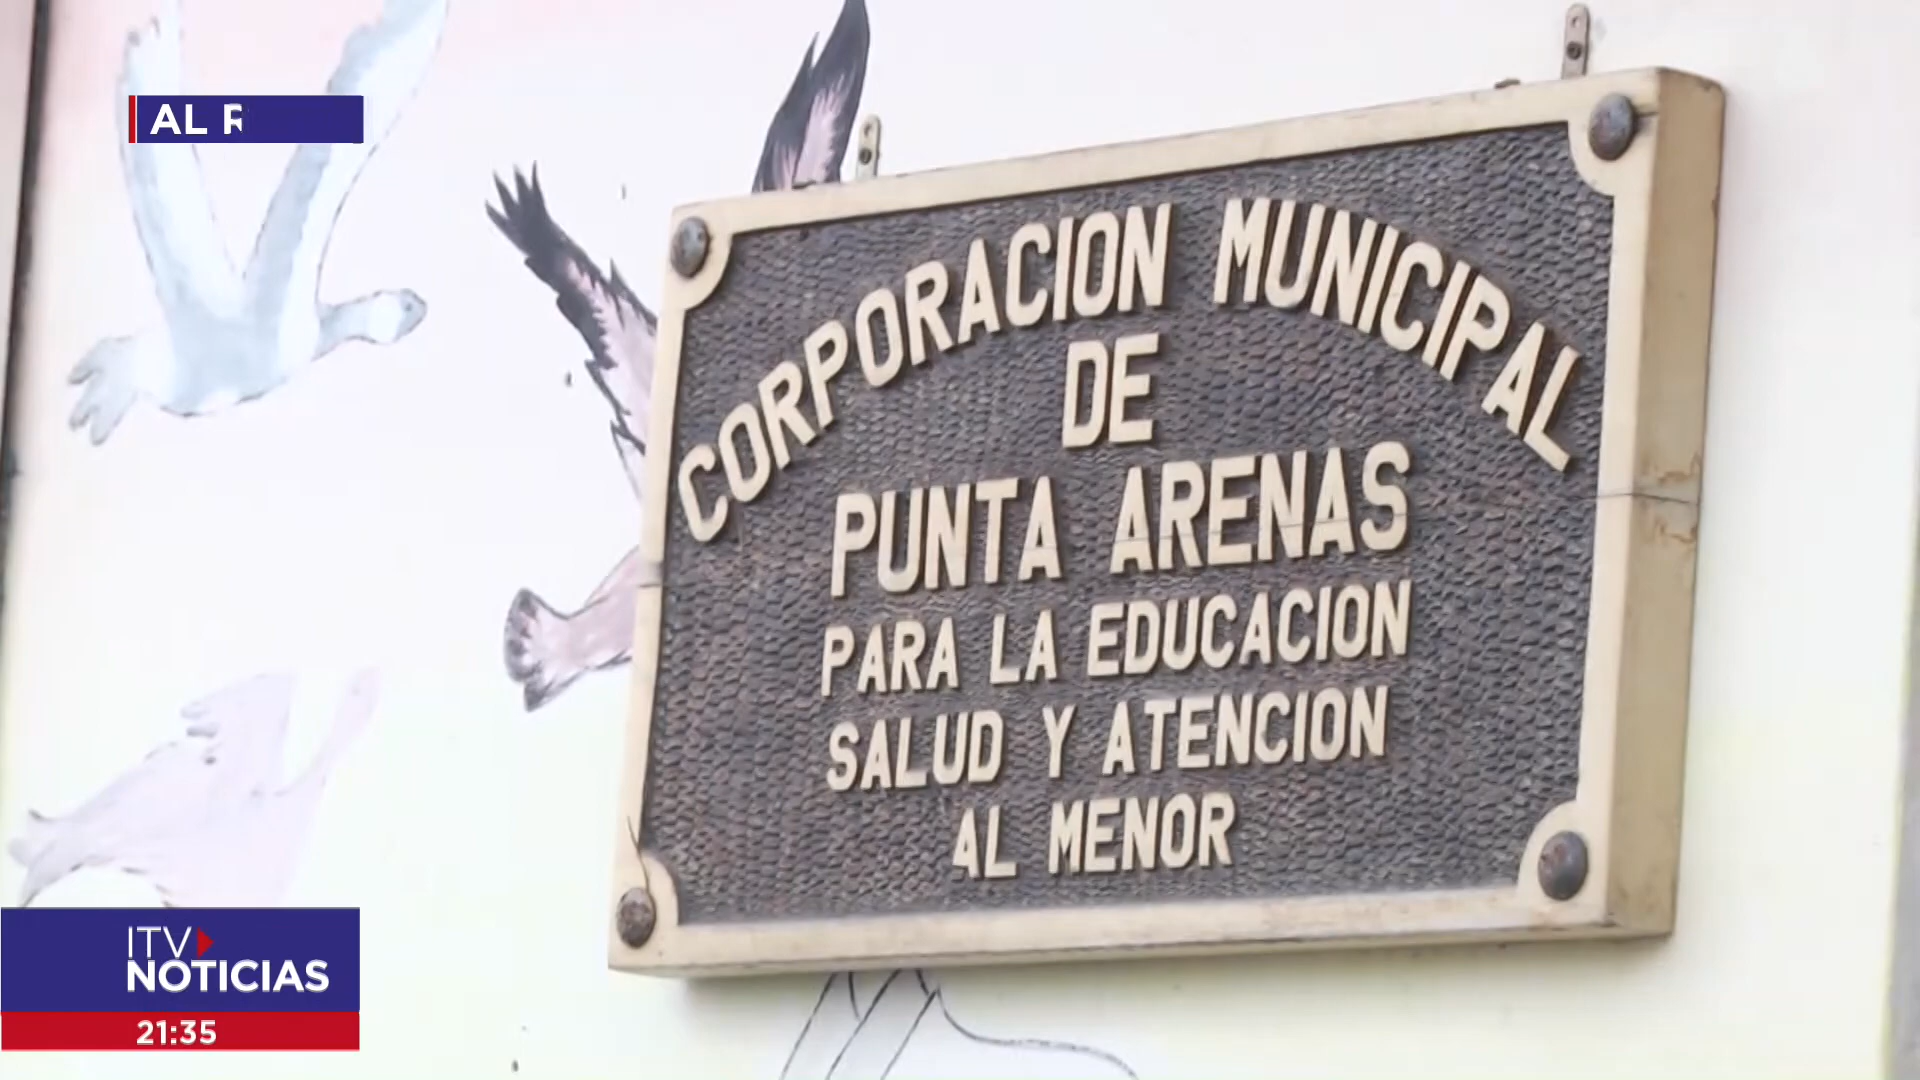 AL
CORPORACION MUNICIPAL
DE
PUNTA ARENAS
PARA LA EDUCACION
SALUD Y ATENCION
AL MENOR
ITV
NOTICIAS
21:35